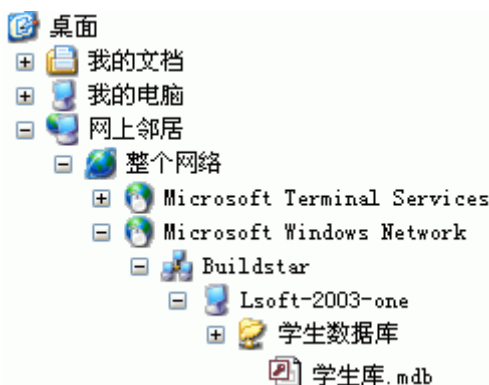 桌面
我的文档
我的电脑
网上邻居
整个网络
Microsoft Terminal Services
Microsoft Windows Network
Buildstar
Lsoft-2003-one
学生数据库
学生库.mdb